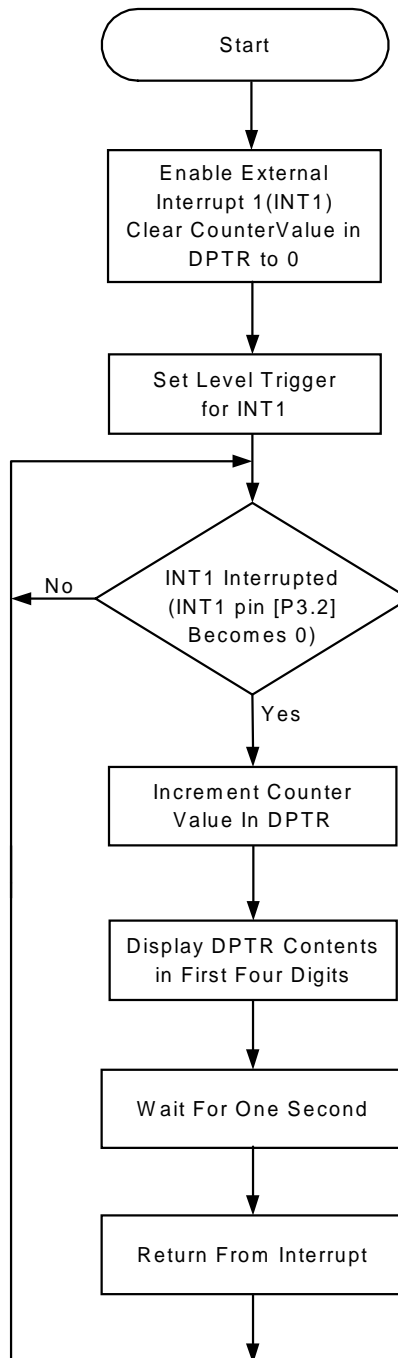 Start
Enable External
Interrupt 1(INT1)
Clear CounterValue in
DPTR to 0
Set Level Trigger
for INT1
No
INT1 Interrupted
(INT1 pin [P3.2]
Becomes 0)
Yes
Increment Counter
Value In DPTR
Display DPTR Contents
in First Four Digits
Wait For One Second
Return From Interrupt